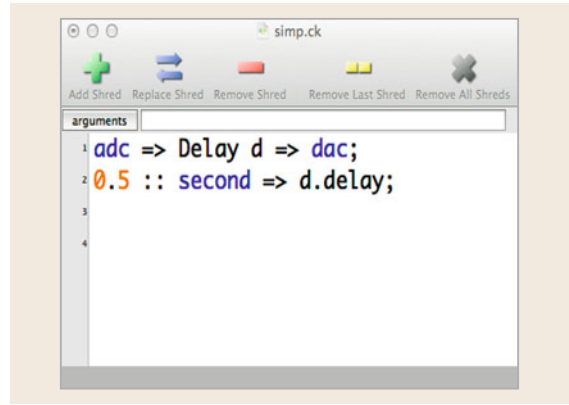 simp.ck
Add Shred Replace Shred Remove Shred Remove Last Shred Remove All Shreds
arguments
1 adc => Delay d => dac;
2 0.5 :: second => d.delay;
3
4